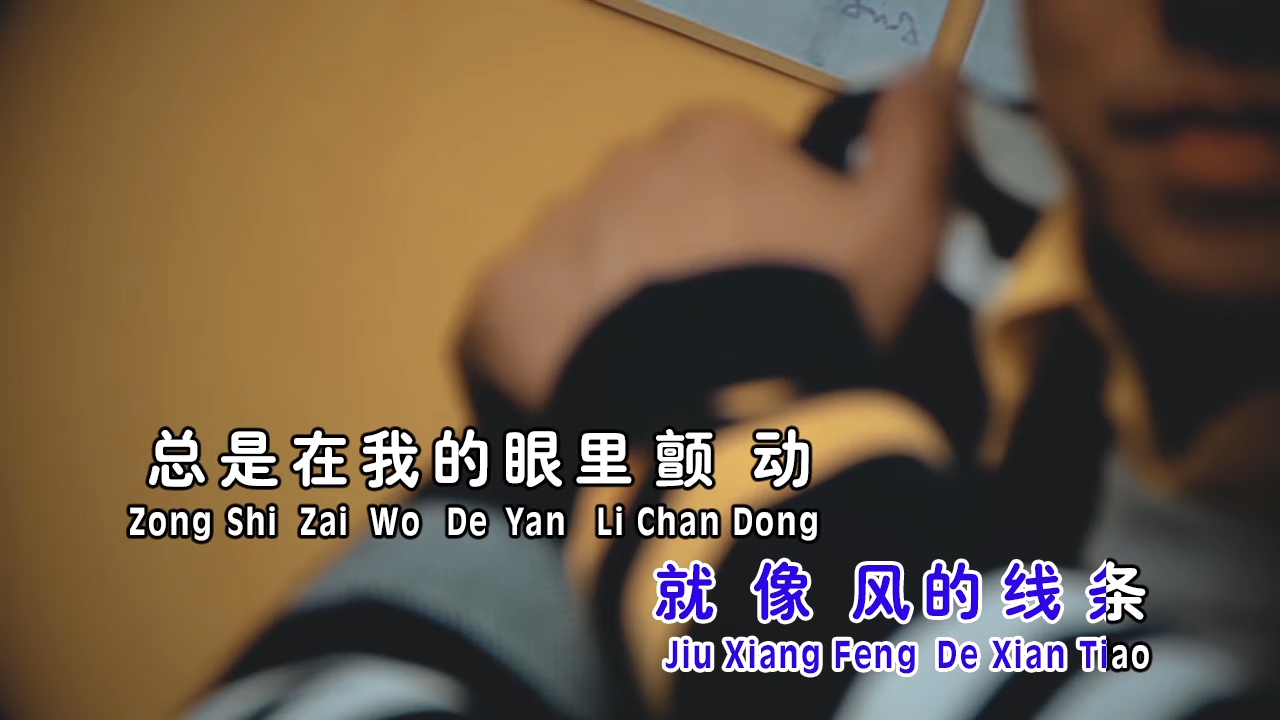 总是在我的眼里颤 动
Zong Shi Zai Wo De Yan Li Chan Dong
就 像 风的线条
Jiu Xiang Feng De Xian Tiao